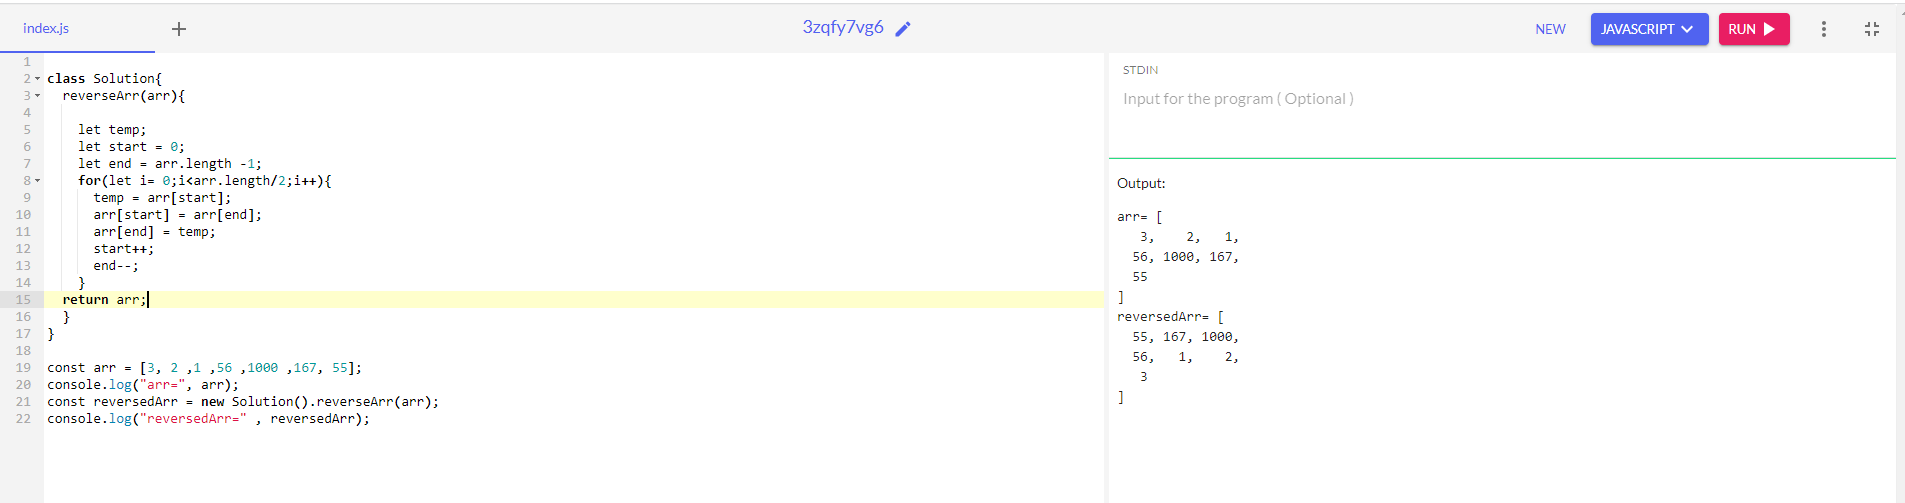 index.js
+
3zqfy7vg6
NEW
JAVASCRIPT
RUN
1
2 class Solution{
3   reverseArr(arr){
4
5     let temp;
6     let start = 0;
7     let end = arr.length -1;
8     for(let i= 0;i<arr.length/2;i++){
9       temp = arr[start];
10      arr[start] = arr[end];
11      arr[end] = temp;
12      start++;
13      end--;
14    }
15  return arr;
16  }
17 }
18
19 const arr = [3, 2 ,1 ,56 ,1000 ,167, 55];
20 console.log("arr=", arr);
21 const reversedArr = new Solution().reverseArr(arr);
22 console.log("reversedArr=" , reversedArr);
STDIN
Input for the program ( Optional )
Output:
arr= [
   3,    2,   1,
  56, 1000, 167,
  55
]
reversedArr= [
  55, 167, 1000,
  56,   1,    2,
   3
]